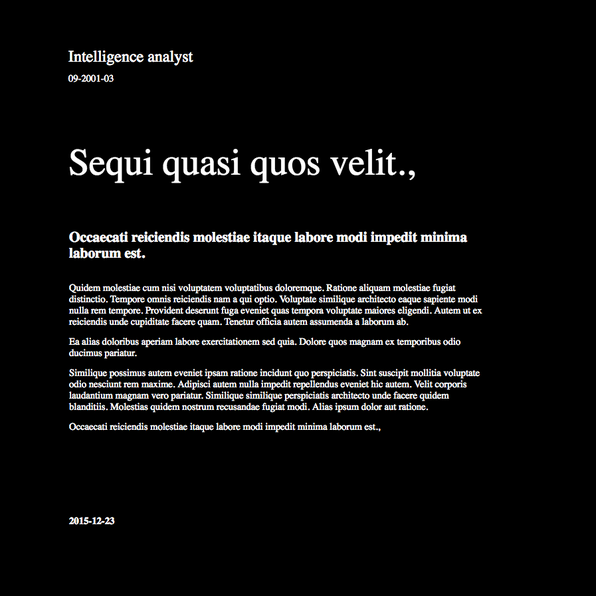 Intelligence analyst
09-2001-03
Sequi quasi quos velit.,
Occaecati reiciendis molestiae itaque labore modi impedit minima
laborum est.
Quidem molestiae cum nisi voluptatem voluptatibus doloremque. Ratione aliquam molestiae fugiat
distinctio. Tempore omnis reiciendis nam a qui optio. Voluptate similique architecto eaque sapiente modi
nulla rem tempore. Provident deserunt fuga eveniet quas tempora voluptate maiores eligendi. Autem ut ex
reiciendis unde cupiditate facere quam. Tenetur officia autem assumenda a laborum ab.
Ea alias doloribus aperiam labore exercitationem sed quia. Dolore quos magnam ex temporibus odio
ducimus pariatur.
Similique possimus autem eveniet ipsam ratione incidunt quo perspiciatis. Sint suscipit mollitia voluptate
odio nesciunt rem maxime. Adipisci autem nulla impedit repellendus eveniet hic autem. Velit corporis
laudantium magnam vero pariatur. Similique similique perspiciatis architecto unde facere quidem
blanditiis. Molestias quidem nostrum recusandae fugiat modi. Alias ipsum dolor aut ratione.
Occaecati reiciendis molestiae itaque labore modi impedit minima laborum est.,
2015-12-23